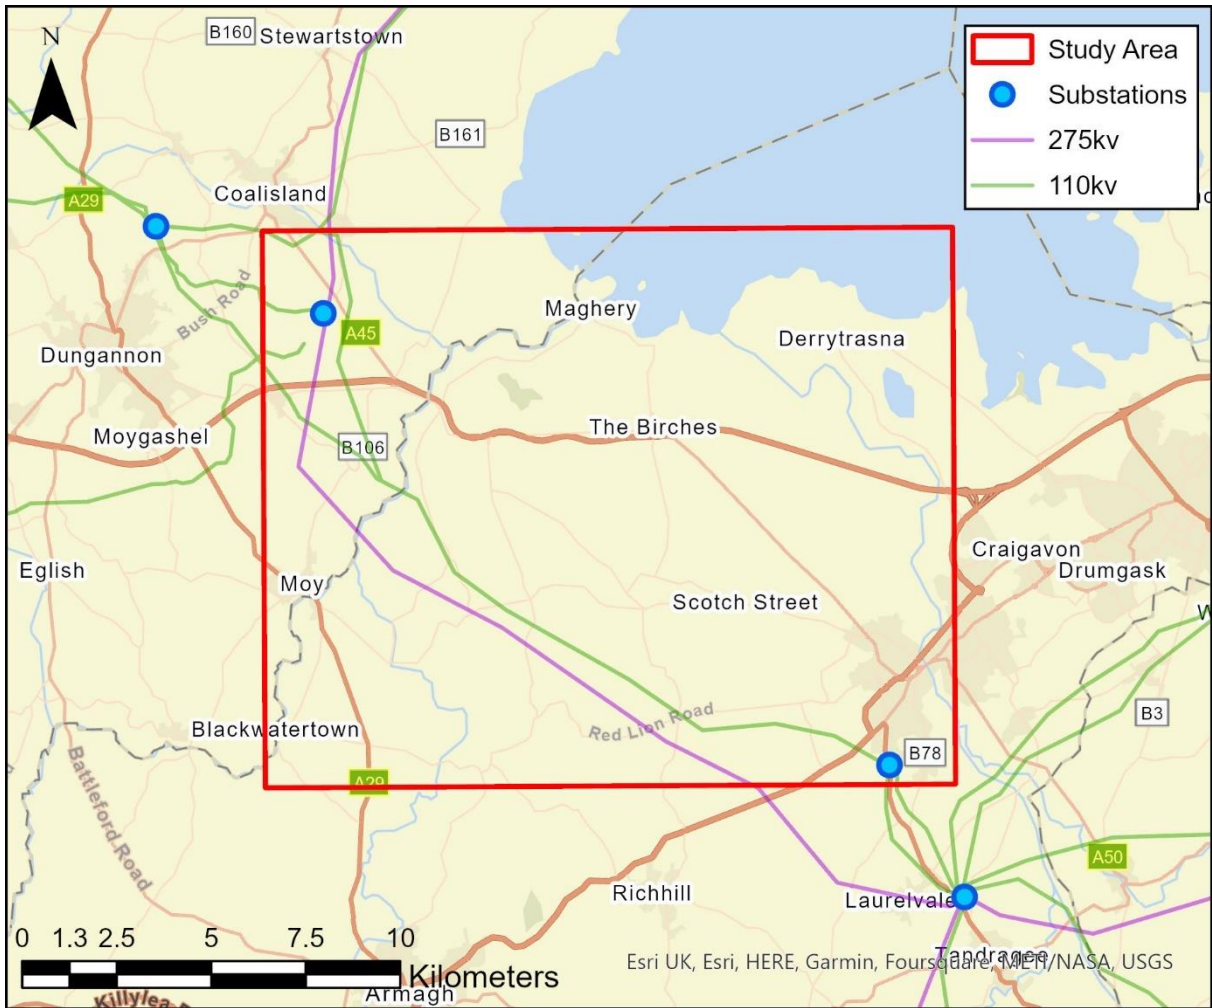 N
B160
Stewartstown
Study Area
Substations
275kv
110kv
B161
Coalisland
A29
Bush Road
Maghery
A45
Derrytrasna
Dungannon
The Birches
Moygashel
B106
Craigavon
Drumgask
Eglish
Moy
Scotch Street
W
B3
Red Lion Road
Blackwatertown
B78
A29
Battleford Road
A50
Richhill
Laurelvale
0 1.3 2.5 5 7.5 10
Kilometers
Tandragee
Esri UK, Esri, HERE, Garmin, Foursquare, METI/NASA, USGS
Armagh